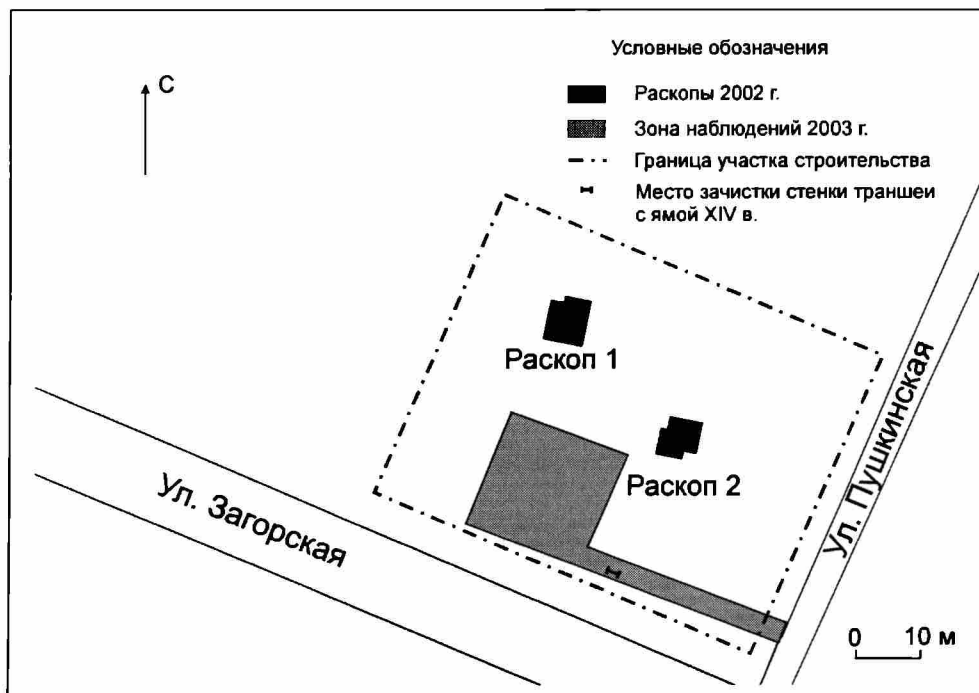 Условные обозначения
С
Раскопы 2002 г.
Зона наблюдений 2003 г.
Граница участка строительства
Место зачистки стенки траншеи
с ямой XIV в.
Раскоп 1
Раскоп 2
Ул. Загорская
Ул. Пушкинская
0 10 м